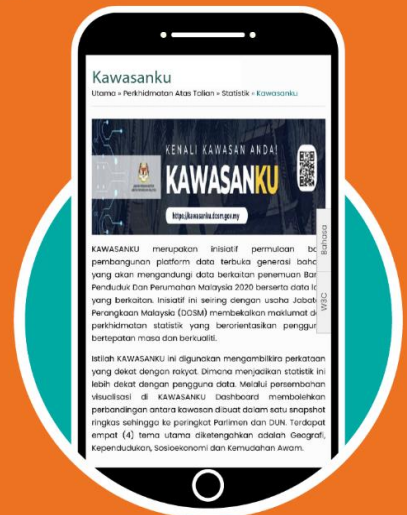 Kawasanku
Utama » Perkhidmatan Atas Talian » Statistik » Kawasanku
KENALI KAWASAN ANDA!
KAWASANKU
https://kawasanku.dosm.gov.my
Bahasa
W3C
KAWASANKU merupakan inisiatif permulaan
pembangunan platform data terbuka generasi
yang akan mengandungi data berkaitan penemuan
Penduduk Dan Perumahan Malaysia 2020 berserta data
yang berkaitan. Inisiatif ini seiring dengan usaha
Perangkaan Malaysia (DOSM) membekalkan maklumat
perkhidmatan statistik yang berorientasikan
bertepatan masa dan berkualiti.
Istilah KAWASANKU ini digunakan mengambilkira perkataan
yang dekat dengan rakyat. Dimana menjadikan statistik ini
lebih dekat dengan pengguna data. Melalui persembahan
visualisasi di KAWASANKU Dashboard membolehkan
perbandingan antara kawasan dibuat dalam satu snapshot
ringkas sehingga ke peringkat Parlimen dan DUN. Terdapat
empat (4) tema utama diketengahkan adalah Geografi,
Kependudukan, Sosioekonomi dan Kemudahan Awam.